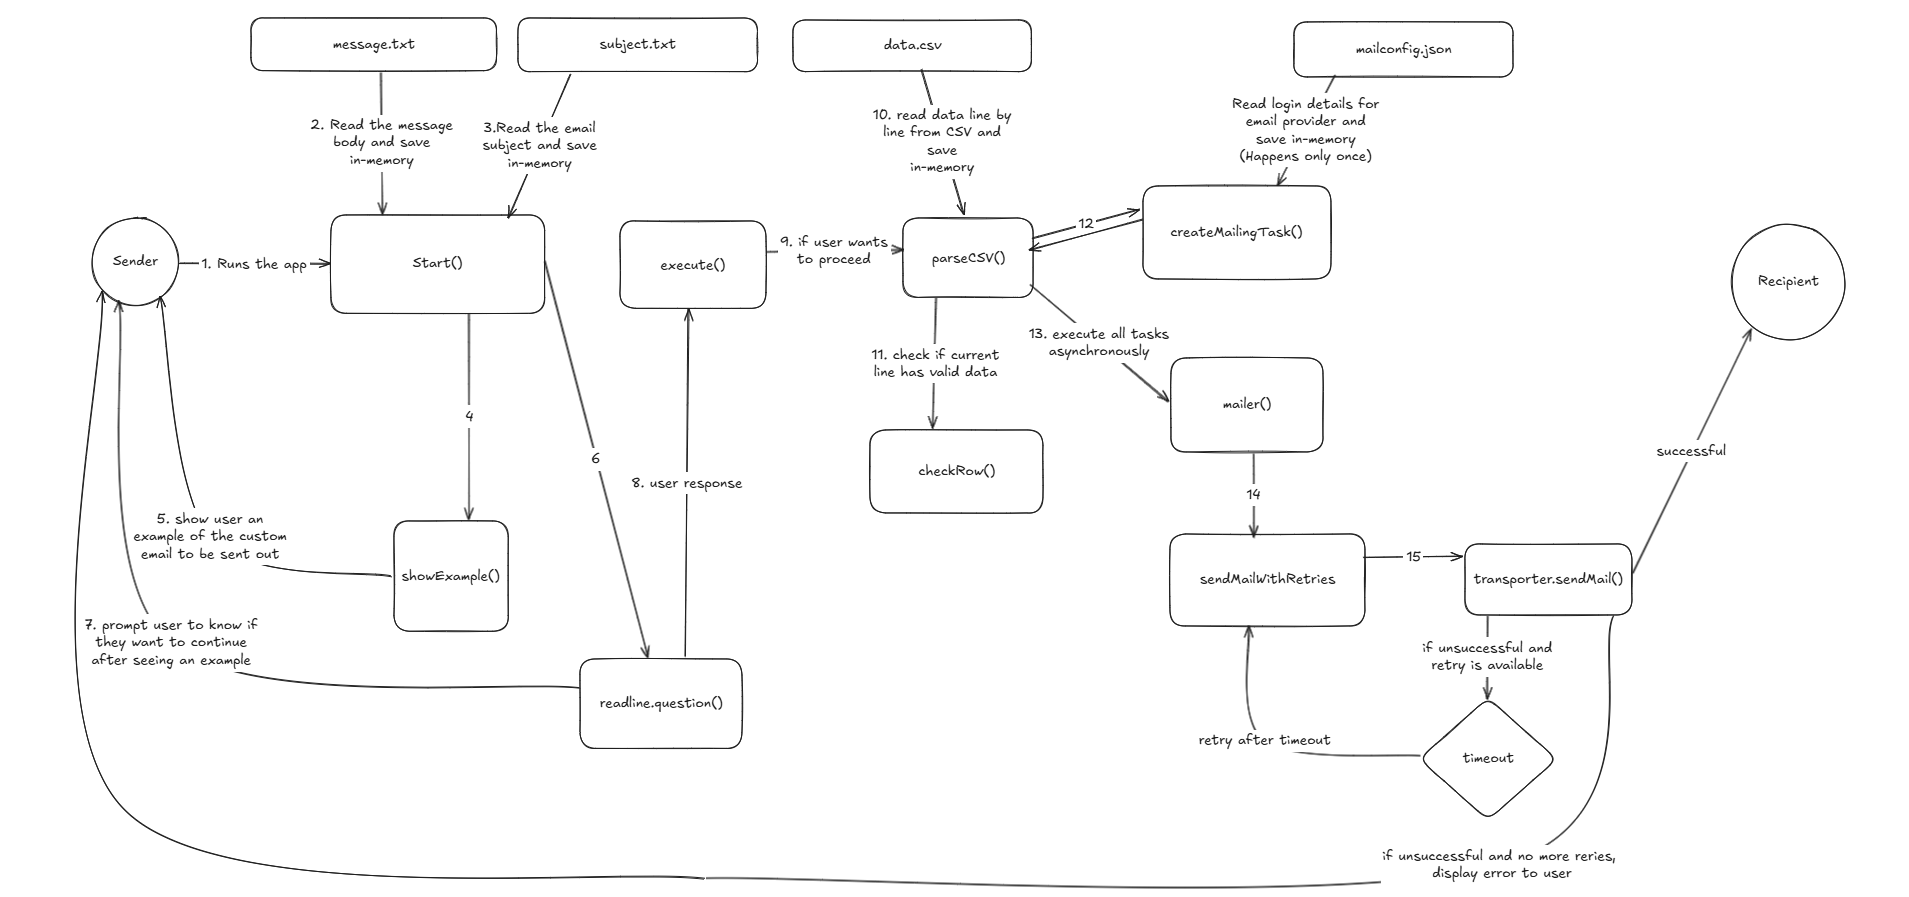 message.txt
subject.txt
data.csv
mailconfig.json
2. Read the message
body and save
in-memory
3.Read the email
subject and save
in-memory
10. read data line by
line from CSV and
save
in-memory
Read login details for
email provider and
save in-memory
(Happens only once)
Sender
1. Runs the app
Start()
execute()
9. if user wants
to proceed
parseCSV()
12
createMailingTask()
Recipient
13. execute all tasks
asynchronously
11. check if current
line has valid data
mailer()
4
6
8. user response
checkRow()
successful
14
5. show user an
example of the custom
email to be sent out
showExample()
sendMailWithRetries
15
transporter.sendMail()
7. prompt user to know if
they want to continue
after seeing an example
if unsuccessful and
retry is available
readline.question()
retry after timeout
timeout
if unsuccessful and no more reries,
display error to user